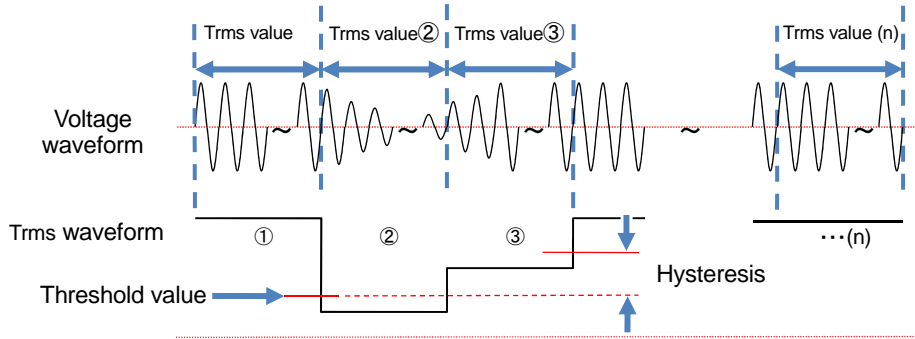 Trms value
Trms value②
Trms value③
Trms value (n)
~
~
~
~
~
Voltage
waveform
Trms waveform
①
②
③
⋯(n)
Hysteresis
Threshold value